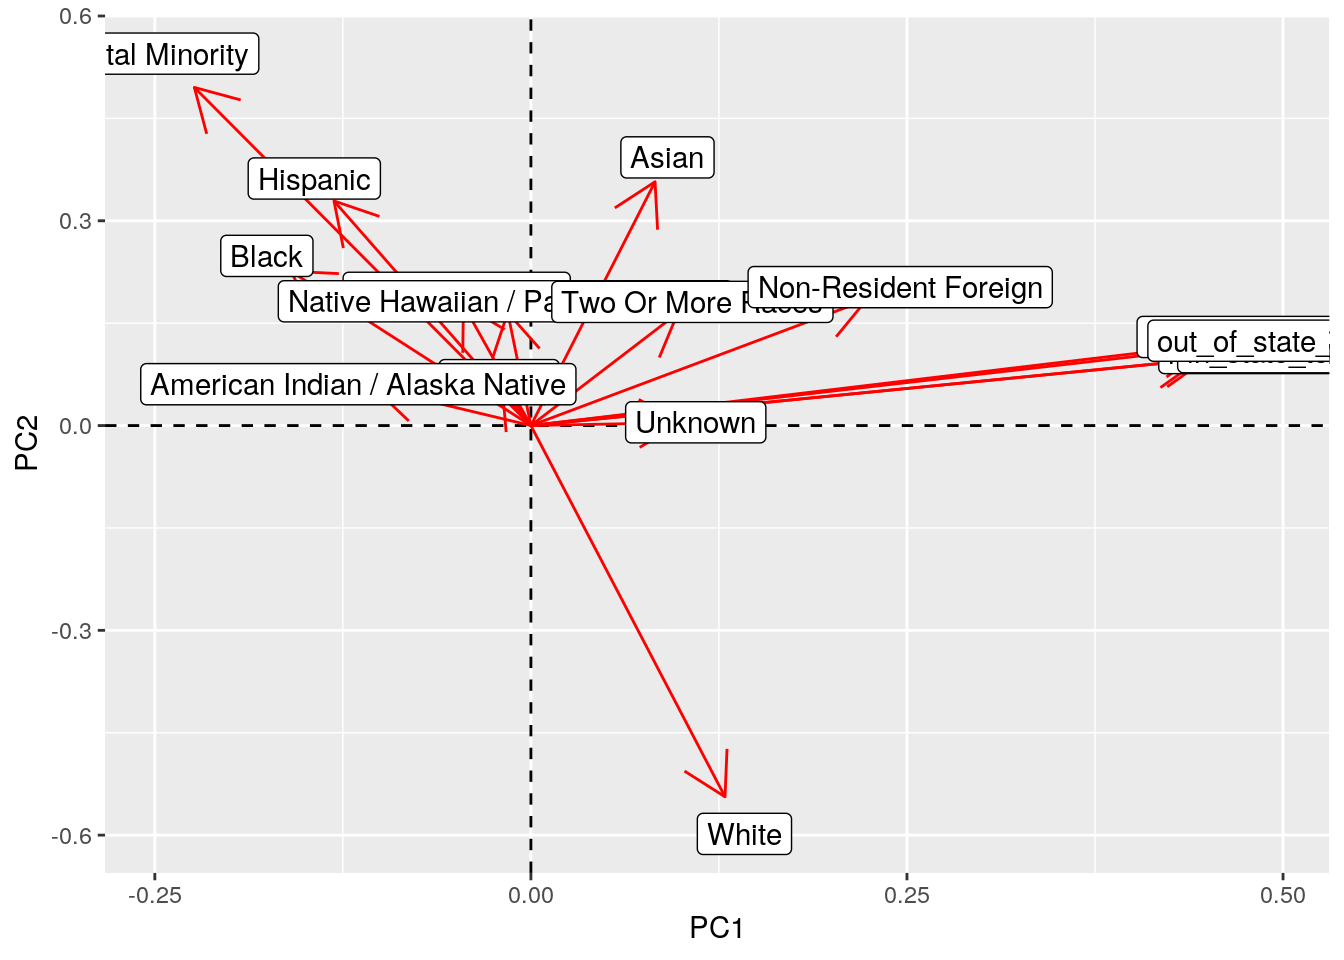 0.6
tal Minority
Asian
Hispanic
0.3
Black
Non-Resident Foreign
Native Hawaiian / Pa
Two Or More Races
out_of_state_
American Indian / Alaska Native
0.0
Unknown
PC2
-0.3
-0.6
White
-0.25
0.00
0.25
0.50
PC1